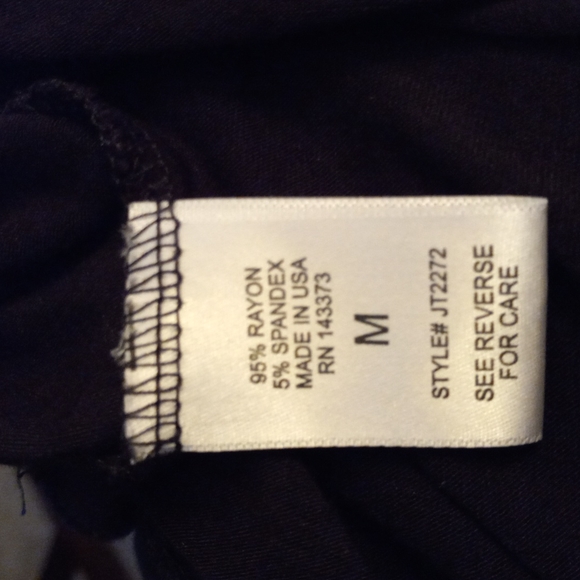 95% RAYON
5% SPANDEX
MADE IN USA
RN 143373
M
STYLE# JT2272
SEE REVERSE
FOR CARE